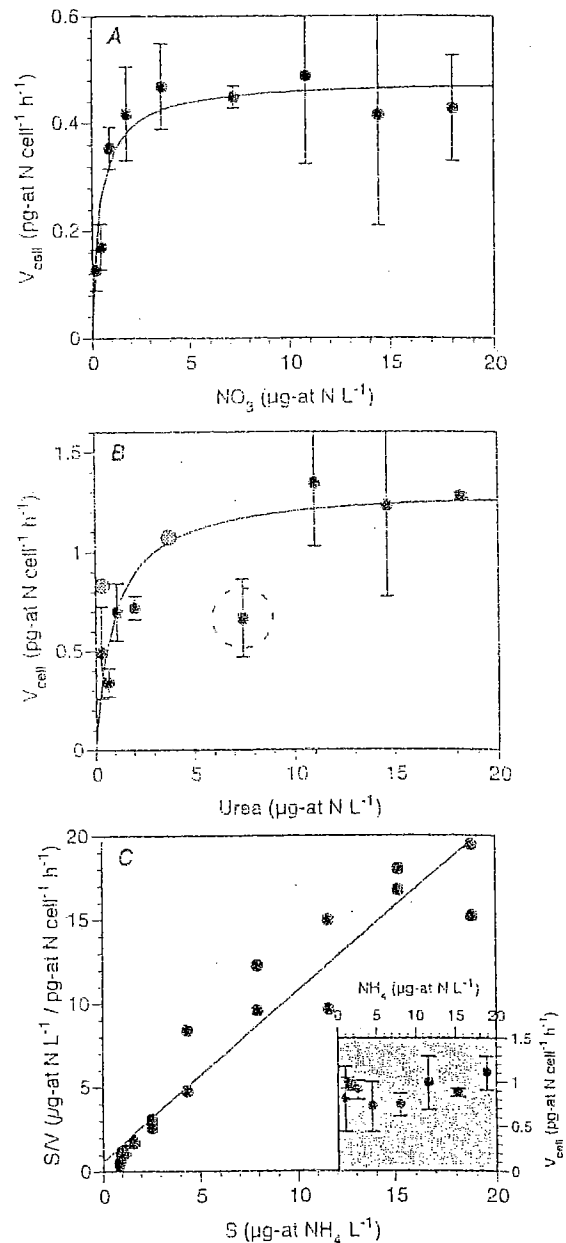 A
0.6
0.4
0.2
0
V_cell (pg-at N cell⁻¹ h⁻¹)
0 5 10 15 20
NO₃ (µg-at N L⁻¹)
B
1.5
1
0.5
0
V_cell (pg-at N cell⁻¹ h⁻¹)
0 5 10 15 20
Urea (µg-at N L⁻¹)
C
20
15
10
5
0
S/V (µg-at N L⁻¹ / pg-at N cell⁻¹ h⁻¹)
NH₄ (µg-at N L⁻¹)
0 4 8 12 16 20
1.5
1
0.5
0
V_cell (pg-at N cell⁻¹ h⁻¹)
0 5 10 15 20
S (µg-at NH₄ L⁻¹)